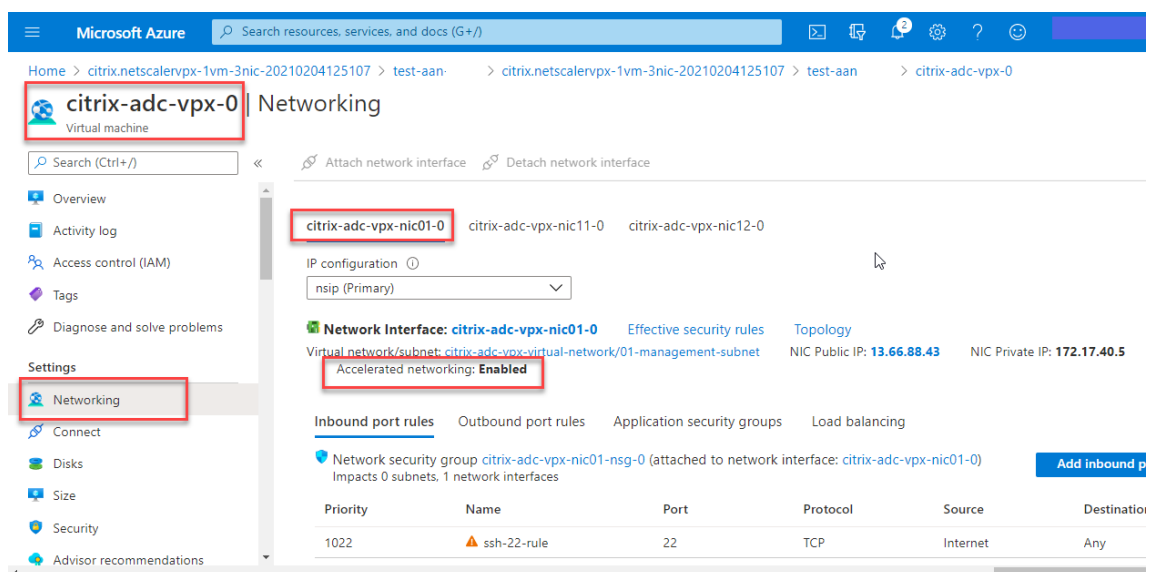 Microsoft Azure
Search resources, services, and docs (G+/)
2
Home > citrix.netscalervpx-1vm-3nic-20210204125107 > test-aan > citrix.netscalervpx-1vm-3nic-20210204125107 > test-aan > citrix-adc-vpx-0
citrix-adc-vpx-0 | Networking
Virtual machine
Search (Ctrl+/)
«
Attach network interface Detach network interface
Overview
Activity log
Access control (IAM)
Tags
Diagnose and solve problems
Settings
Networking
Connect
Disks
Size
Security
Advisor recommendations
citrix-adc-vpx-nic01-0 citrix-adc-vpx-nic11-0 citrix-adc-vpx-nic12-0
IP configuration
nsip (Primary)
Network Interface: citrix-adc-vpx-nic01-0 Effective security rules Topology
Virtual network/subnet: citrix-adc-vpx-virtual-network/01-management-subnet NIC Public IP: 13.66.88.43 NIC Private IP: 172.17.40.5
Accelerated networking: Enabled
Inbound port rules Outbound port rules Application security groups Load balancing
Network security group citrix-adc-vpx-nic01-nsg-0 (attached to network interface: citrix-adc-vpx-nic01-0)
Impacts 0 subnets, 1 network interfaces
Add inbound p
Priority Name Port Protocol Source Destination
1022 ssh-22-rule 22 TCP Internet Any